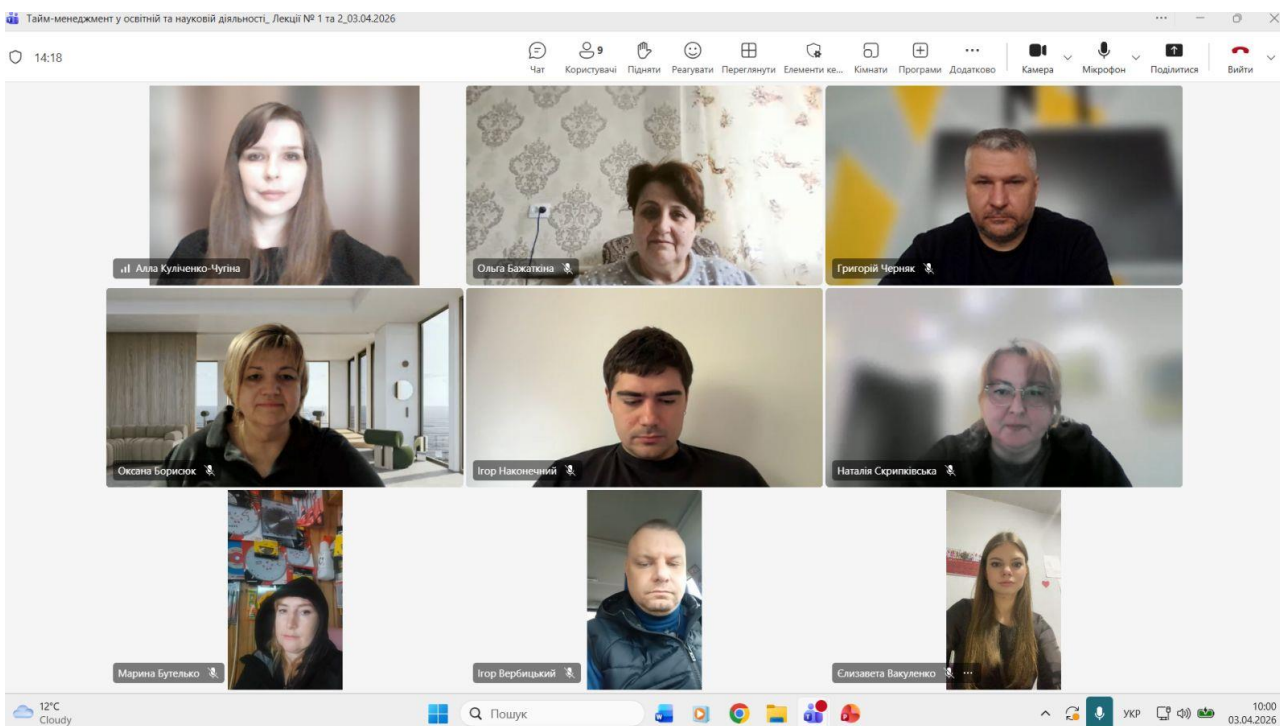 Тайм-менеджмент у освітній та науковій діяльності_ Лекції № 1 та 2_03.04.2026
14:18
Чат
9
Користувачі
Підняти
Реагувати
Переглянути
Елементи ке...
Кімнати
Програми
Додатково
Камера
Мікрофон
Поділитися
Вийти
Алла Куліченко-Чугіна
Ольга Бажаткіна
Григорій Черняк
Оксана Борисюк
Ігор Наконечний
Наталія Скрипківська
Марина Бутелько
Ігор Вербицький
Єлизавета Вакуленко
12°C
Cloudy
Пошук
УКР
10:00
03.04.2026